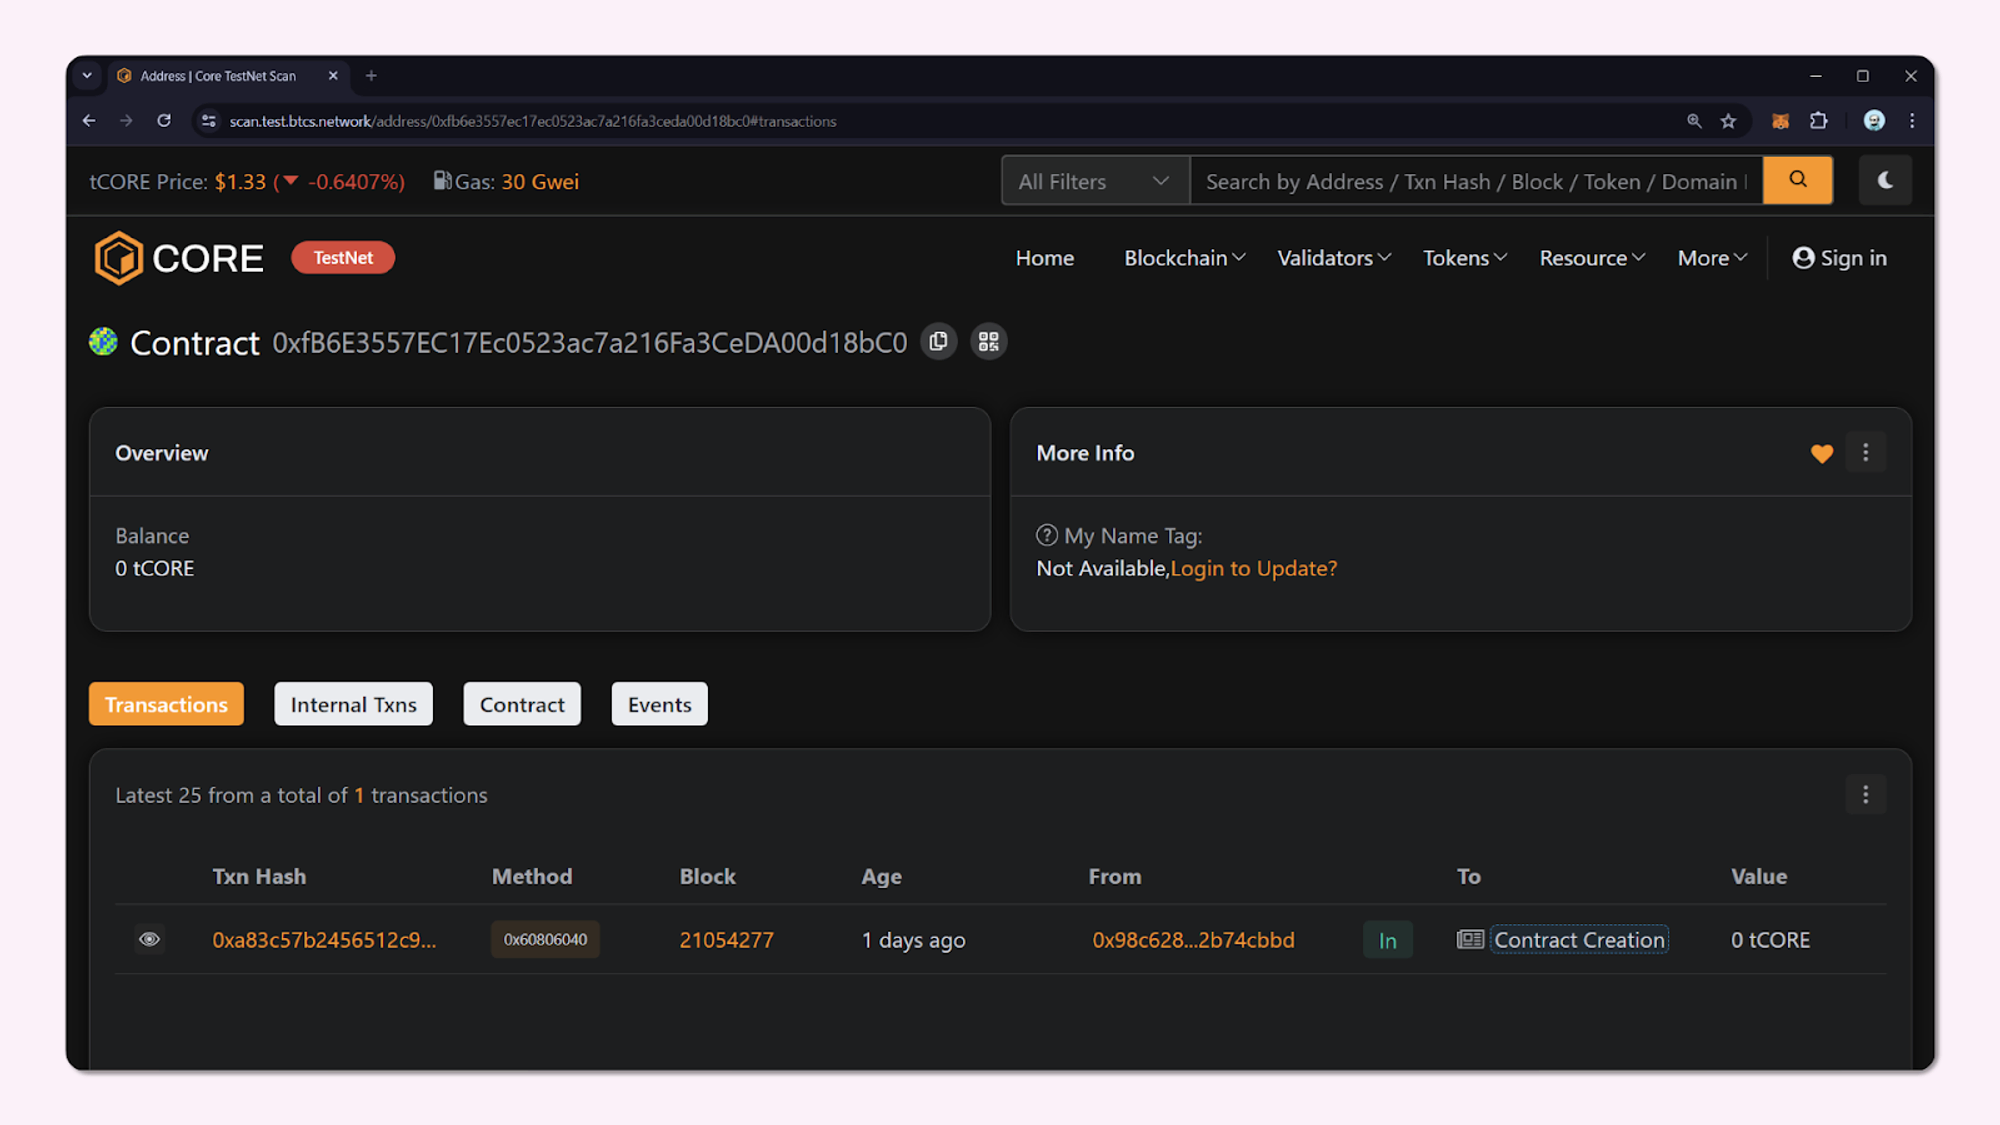 Address | Core TestNet Scan
scan.test.btcs.network/address/0xfb6e3557ec17ec0523ac7a216fa3ceda00d18bc0#transactions
tCORE Price: $1.33 (▼ -0.6407%) Gas: 30 Gwei
All Filters
Search by Address / Txn Hash / Block / Token / Domain
CORE TestNet
Home Blockchain Validators Tokens Resource More Sign in
Contract 0xfB6E3557EC17Ec0523ac7a216Fa3CeDA00d18bC0
Overview
Balance
0 tCORE
More Info
My Name Tag:
Not Available,Login to Update?
Transactions Internal Txns Contract Events
Latest 25 from a total of 1 transactions
Txn Hash Method Block Age From To Value
0xa83c57b2456512c9... 0x60806040 21054277 1 days ago 0x98c628...2b74cbbd In Contract Creation 0 tCORE